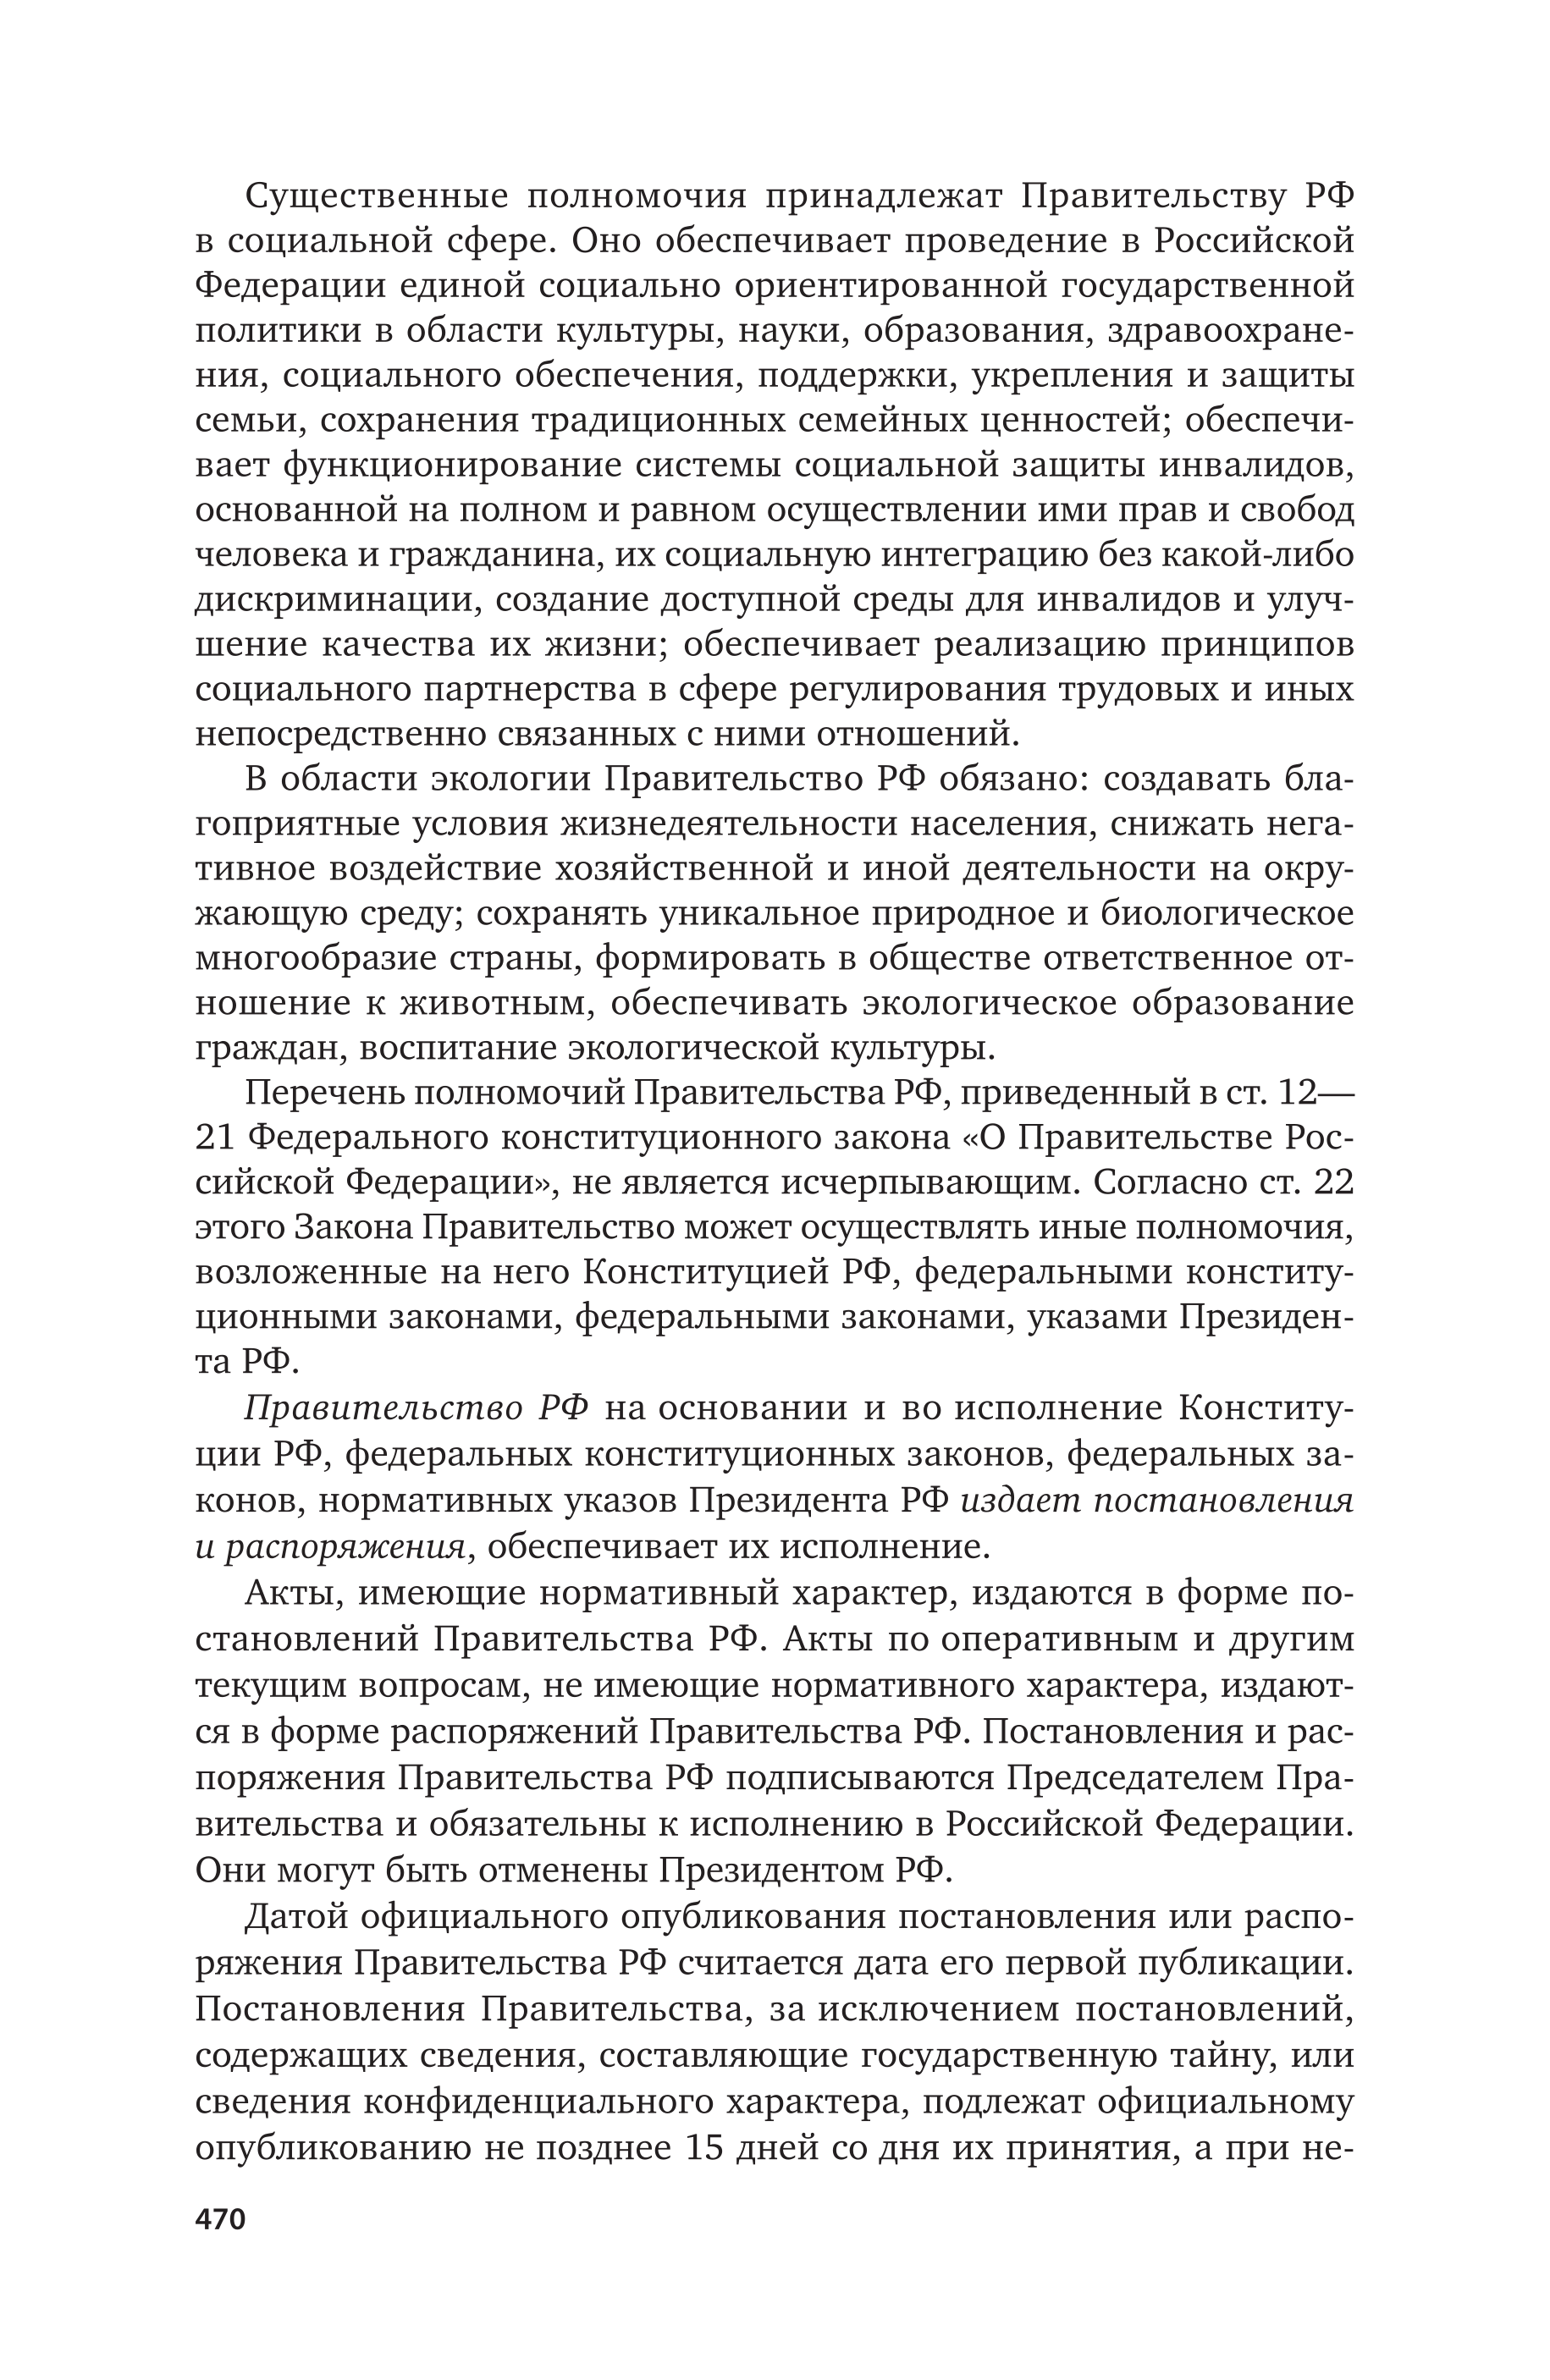 Существенные полномочия принадлежат Правительству РФ
в социальной сфере. Оно обеспечивает проведение в Российской
Федерации единой социально ориентированной государственной
политики в области культуры, науки, образования, здравоохране-
ния, социального обеспечения, поддержки, укрепления и защиты
семьи, сохранения традиционных семейных ценностей; обеспечи-
вает функционирование системы социальной защиты инвалидов,
основанной на полном и равном осуществлении ими прав и свобод
человека и гражданина, их социальную интеграцию без какой-либо
дискриминации, создание доступной среды для инвалидов и улуч-
шение качества их жизни; обеспечивает реализацию принципов
социального партнерства в сфере регулирования трудовых и иных
непосредственно связанных с ними отношений.
В области экологии Правительство РФ обязано: создавать бла-
гоприятные условия жизнедеятельности населения, снижать нега-
тивное воздействие хозяйственной и иной деятельности на окру-
жающую среду; сохранять уникальное природное и биологическое
многообразие страны, формировать в обществе ответственное от-
ношение к животным, обеспечивать экологическое образование
граждан, воспитание экологической культуры.
Перечень полномочий Правительства РФ, приведенный в ст. 12—
21 Федерального конституционного закона «О Правительстве Рос-
сийской Федерации», не является исчерпывающим. Согласно ст. 22
этого Закона Правительство может осуществлять иные полномочия,
возложенные на него Конституцией РФ, федеральными конститу-
ционными законами, федеральными законами, указами Президен-
та РФ.
Правительство РФ на основании и во исполнение Конститу-
ции РФ, федеральных конституционных законов, федеральных за-
конов, нормативных указов Президента РФ издает постановления
и распоряжения, обеспечивает их исполнение.
Акты, имеющие нормативный характер, издаются в форме по-
становлений Правительства РФ. Акты по оперативным и другим
текущим вопросам, не имеющие нормативного характера, издают-
ся в форме распоряжений Правительства РФ. Постановления и рас-
поряжения Правительства РФ подписываются Председателем Пра-
вительства и обязательны к исполнению в Российской Федерации.
Они могут быть отменены Президентом РФ.
Датой официального опубликования постановления или распо-
ряжения Правительства РФ считается дата его первой публикации.
Постановления Правительства, за исключением постановлений,
содержащих сведения, составляющие государственную тайну, или
сведения конфиденциального характера, подлежат официальному
опубликованию не позднее 15 дней со дня их принятия, а при не-
470